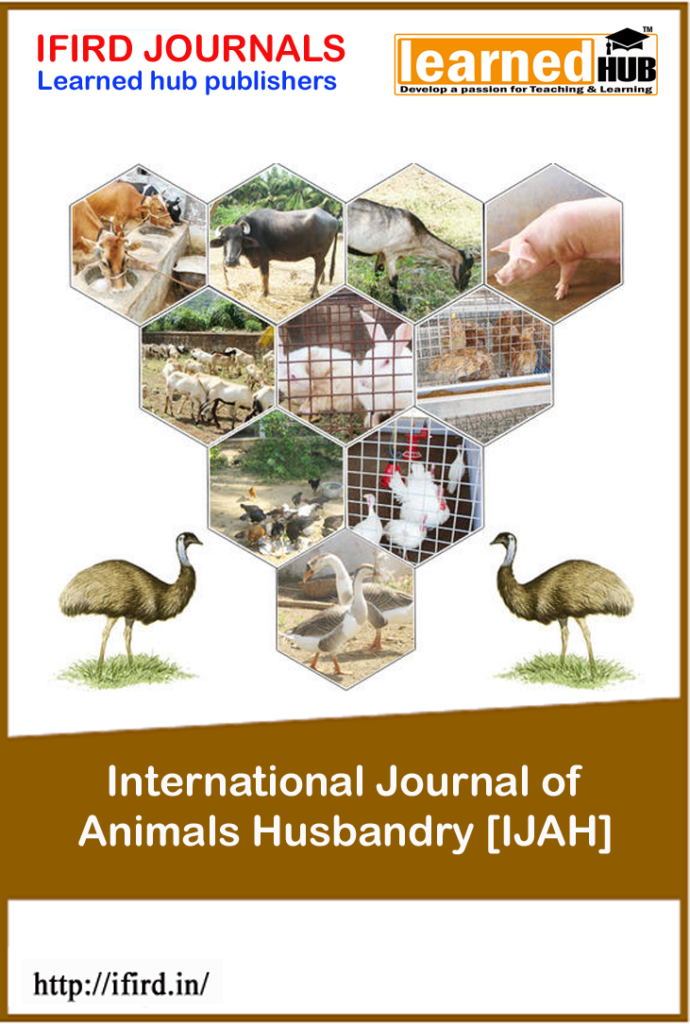 IFIRD JOURNALS
Learned hub publishers
learned HUB TM
Develop a passion for Teaching & Learning
International Journal of
Animals Husbandry [IJAH]
http://ifird.in/